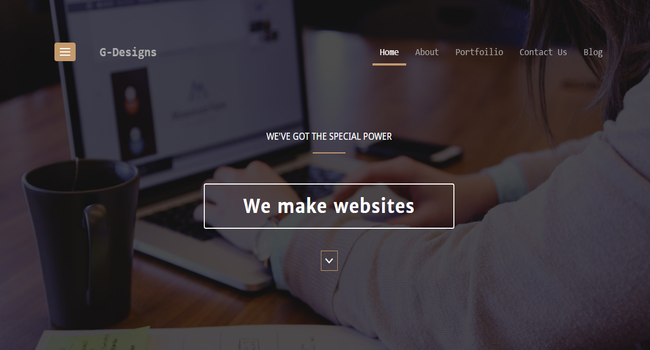 G-Designs
Home About Portfoilio Contact Us Blog
WE'VE GOT THE SPECIAL POWER
We make websites